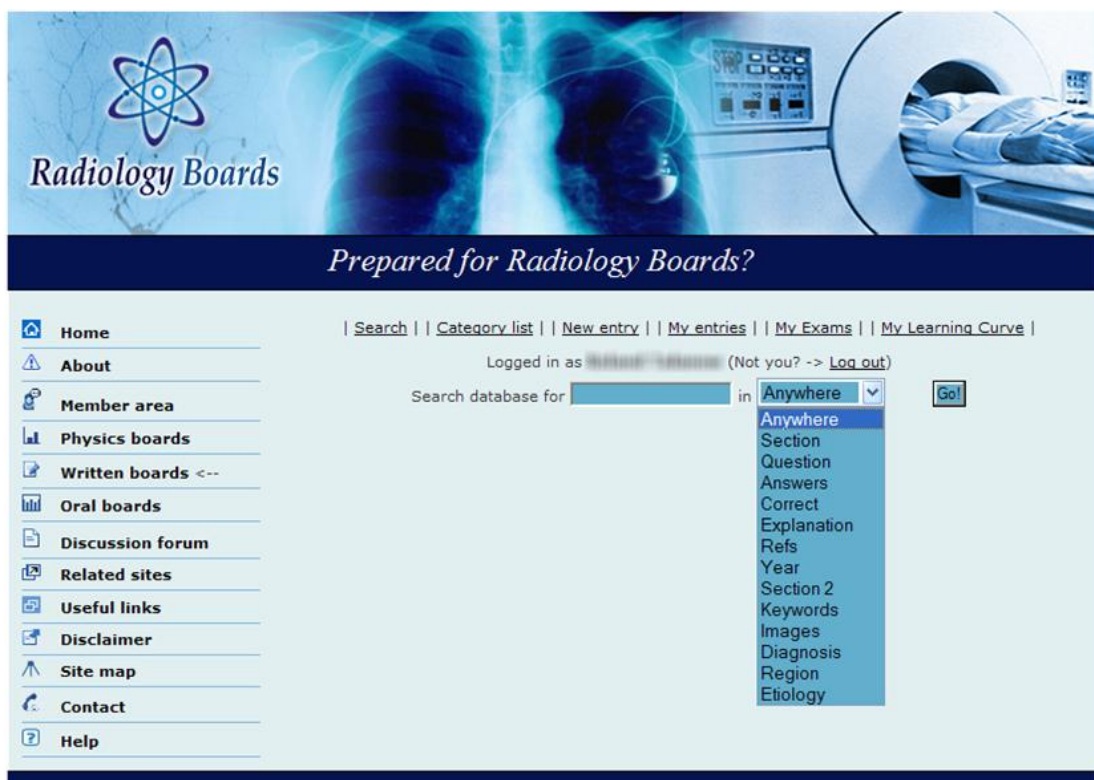 STOP
Radiology Boards
Prepared for Radiology Boards?
Home
About
Member area
Physics boards
Written boards <--
Oral boards
Discussion forum
Related sites
Useful links
Disclaimer
Site map
Contact
Help
| Search | | Category list | | New entry | | My entries | | My Exams | | My Learning Curve |
Logged in as (Not you? -> Log out)
Search database for in Anywhere Go!
Anywhere
Section
Question
Answers
Correct
Explanation
Refs
Year
Section 2
Keywords
Images
Diagnosis
Region
Etiology